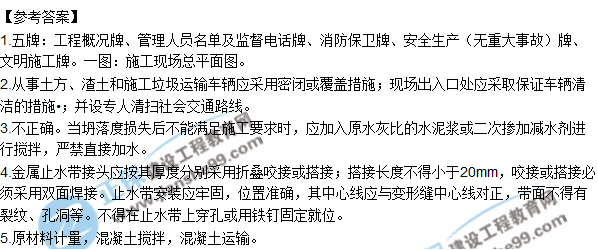 【参考答案】
1.五牌：工程概况牌、管理人员名单及监督电话牌、消防保卫牌、安全生产（无重大事故）牌、
文明施工牌。一图：施工现场总平面图。
2.从事土方、渣土和施工垃圾运输车辆应采用密闭或覆盖措施；现场出入口处应采取保证车辆清
洁的措施•；并设专人清扫社会交通路线。
3.不正确。当坍落度损失后不能满足施工要求时，应加入原水灰比的水泥浆或二次掺加减水剂进
行搅拌，严禁直接加水。
4.金属止水带接头应按其厚度分别采用折叠咬接或搭接；搭接长度不得小于20mm，咬接或搭接必
须采用双面焊接。止水带安装应牢固，位置准确，其中心线应与变形缝中心线对正，带面不得有
裂纹、孔洞等。不得在止水带上穿孔或用铁钉固定就位。
5.原材料计量，混凝土搅拌，混凝土运输。